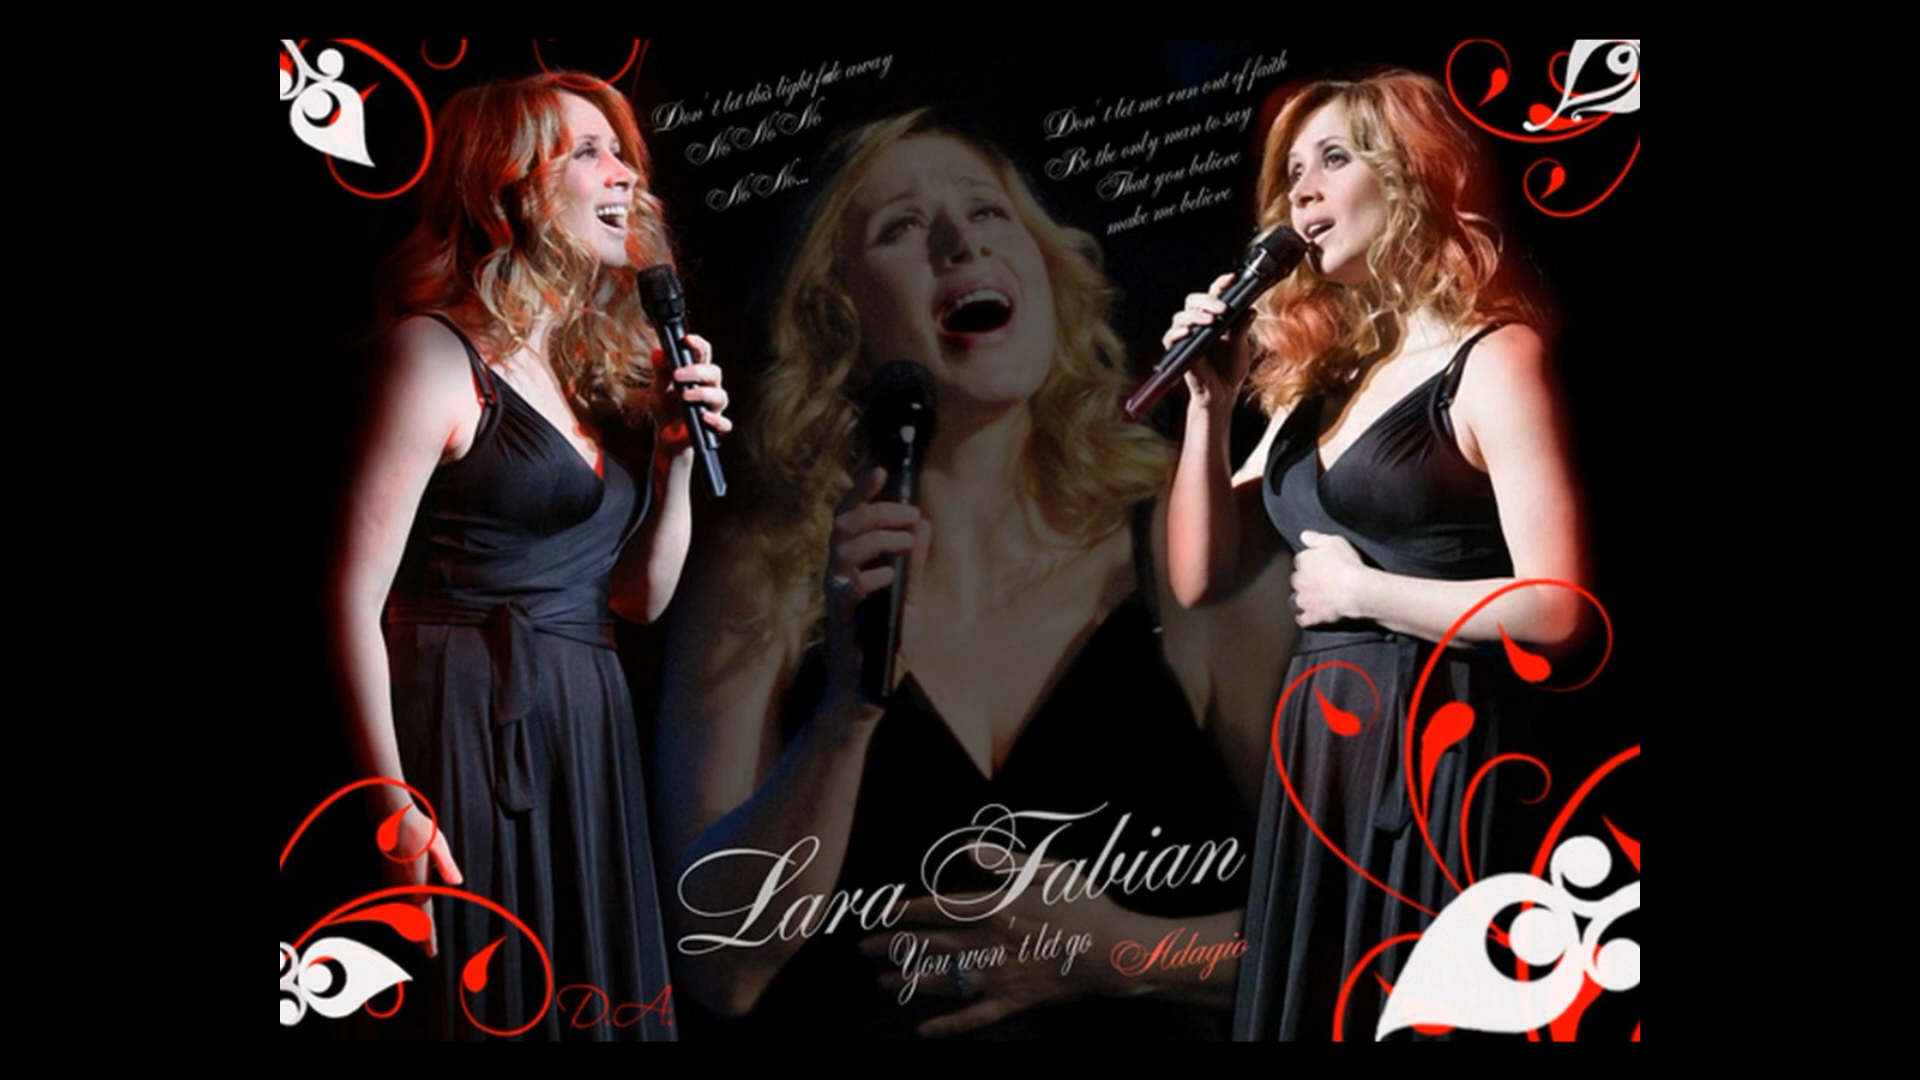 Don't let this light fade away
No No No
No No...
Don't let me run out of faith
Be the only man to say
That you believe
make me believe
Lara Fabian
You won't let go Adagio
D.A.